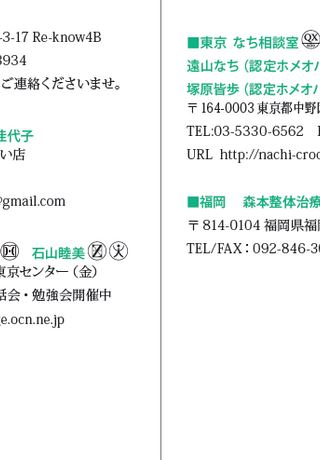 -3-17 Re-know4B
3934
ご連絡くださいませ。
佳代子
い店
@gmail.com
石山睦美
東京センター（金）
話会・勉強会開催中
ge.ocn.ne.jp
■東京 なち相談室
遠山なち（認定ホメオパ
塚原皆歩（認定ホメオパ
〒164-0003 東京都中野区
TEL:03-5330-6562
URL http://nachi-croc
■福岡 森本整体治療
〒814-0104 福岡県福岡
TEL/FAX：092-846-30